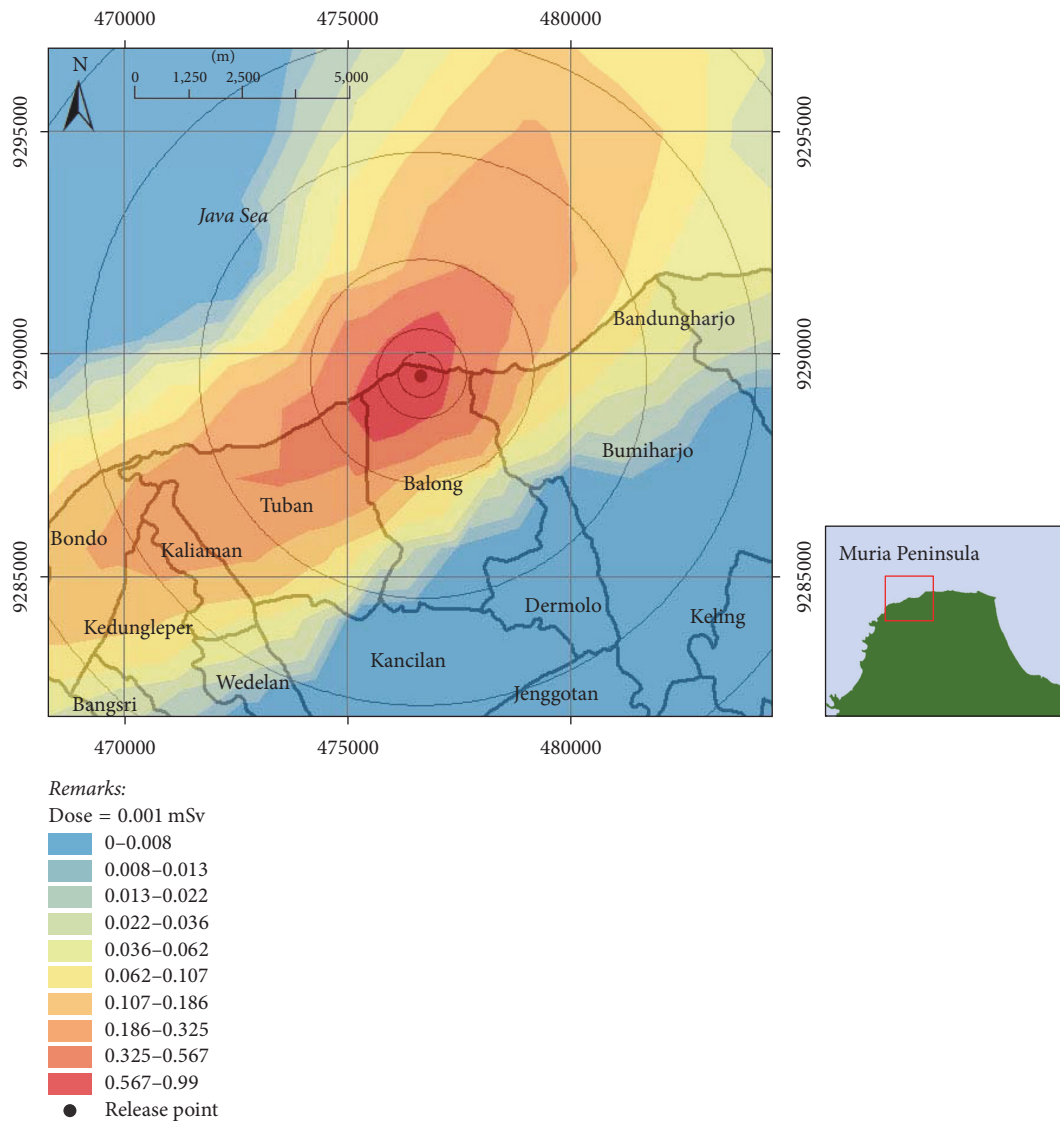 470000 475000 480000
N
(m)
0 1,250 2,500 5,000
9295000 9295000
Java Sea
Bandungharjo
9290000 9290000
Bumiharjo
Balong
Tuban
Bondo
Kaliaman
Muria Peninsula
9285000 9285000
Dermolo
Keling
Kedungleper
Kancilan
Wedelan
Jenggotan
Bangsri
470000 475000 480000
Remarks:
Dose = 0.001 mSv
0–0.008
0.008–0.013
0.013–0.022
0.022–0.036
0.036–0.062
0.062–0.107
0.107–0.186
0.186–0.325
0.325–0.567
0.567–0.99
Release point